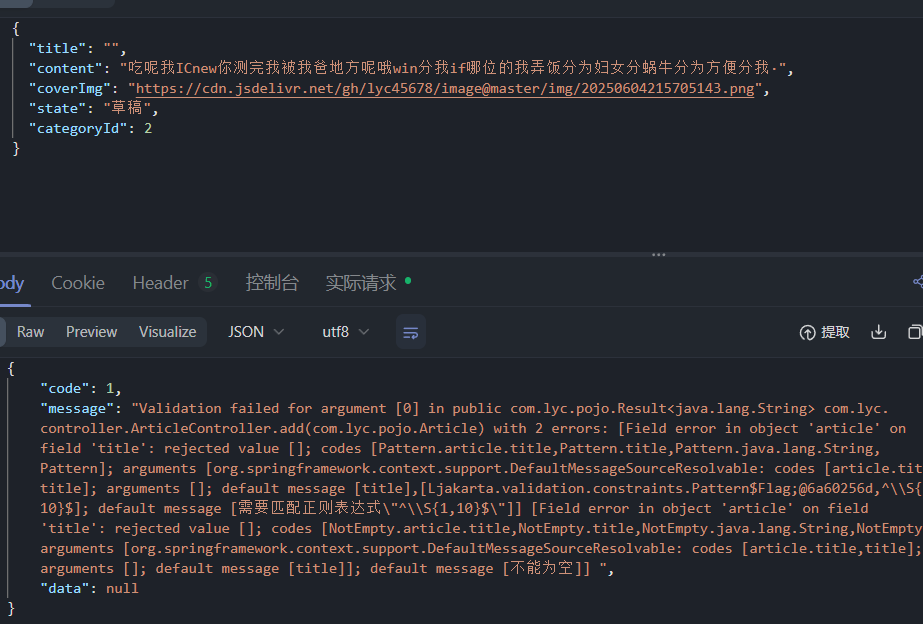 {
"title": "",
"content": "吃呢我ICnew你测完我被我爸地方呢哦win分我if哪位的我弄饭分为妇女分蜗牛分为方便分我·",
"coverImg": "https://cdn.jsdelivr.net/gh/lyc45678/image@master/img/20250604215705143.png",
"state": "草稿",
"categoryId": 2
}
ody Cookie Header 5 控制台 实际请求
Raw Preview Visualize JSON utf8 提取
{
"code": 1,
"message": "Validation failed for argument [0] in public com.lyc.pojo.Result<java.lang.String> com.lyc.
controller.ArticleController.add(com.lyc.pojo.Article) with 2 errors: [Field error in object 'article' on
field 'title': rejected value []; codes [Pattern.article.title,Pattern.title,Pattern.java.lang.String,
Pattern]; arguments [org.springframework.context.support.DefaultMessageSourceResolvable: codes [article.tit
title]; arguments []; default message [title],[Ljakarta.validation.constraints.Pattern$Flag;@6a60256d,^\\S{
10}$]; default message [需要匹配正则表达式\"^\\S{1,10}$\"]] [Field error in object 'article' on field
'title': rejected value []; codes [NotEmpty.article.title,NotEmpty.title,NotEmpty.java.lang.String,NotEmpty
arguments [org.springframework.context.support.DefaultMessageSourceResolvable: codes [article.title,title];
arguments []; default message [title]]; default message [不能为空]] ",
"data": null
}